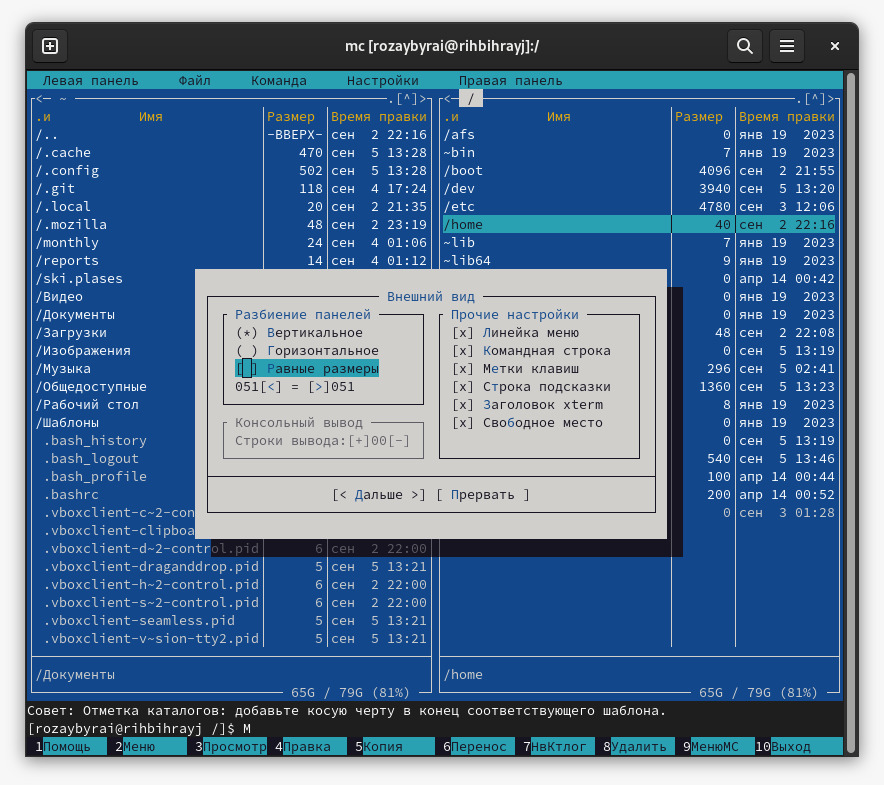 mc [rozaybyrai@rihbihrayj]:/
Левая панель Файл Команда Настройки Правая панель
<─ ~ .[^]> <─ / .[^]>
.и Имя Размер Время правки .и Имя Размер Время правки
/.. -ВВЕРХ- сен 2 22:16 /afs 0 янв 19 2023
/.cache 470 сен 5 13:28 ~bin 7 янв 19 2023
/.config 502 сен 5 13:28 /boot 4096 сен 2 21:55
/.git 118 сен 4 17:24 /dev 3940 сен 5 13:20
/.local 20 сен 2 21:35 /etc 4780 сен 3 12:06
/.mozilla 48 сен 2 23:19 /home 40 сен 2 22:16
/monthly 24 сен 4 01:06 ~lib 7 янв 19 2023
/reports 14 сен 4 01:12 ~lib64 9 янв 19 2023
/ski.plases 0 апр 14 00:42
/Видео Внешний вид 0 янв 19 2023
/Документы Разбиение панелей Прочие настройки 0 янв 19 2023
/Загрузки (*) Вертикальное [x] Линейка меню 48 сен 2 22:08
/Изображения ( ) Горизонтальное [x] Командная строка 0 сен 5 13:19
/Музыка [ ] Равные размеры [x] Метки клавиш 296 сен 5 02:41
/Общедоступные 051[<] = [>]051 [x] Строка подсказки 1360 сен 5 13:23
/Рабочий стол [x] Заголовок xterm 8 янв 19 2023
/Шаблоны Консольный вывод [x] Свободное место 0 янв 19 2023
.bash_history Строки вывода:[+]00[-] 0 сен 5 13:19
.bash_logout 540 сен 5 13:46
.bash_profile 100 апр 14 00:44
.bashrc [< Дальше >] [ Прервать ] 200 апр 14 00:52
.vboxclient-c~2-con 0 сен 3 01:28
.vboxclient-clipboa
.vboxclient-d~2-control.pid 6 сен 2 22:00
.vboxclient-draganddrop.pid 5 сен 5 13:21
.vboxclient-h~2-control.pid 6 сен 2 22:00
.vboxclient-s~2-control.pid 6 сен 2 22:00
.vboxclient-seamless.pid 5 сен 5 13:21
.vboxclient-v~sion-tty2.pid 5 сен 5 13:21
/Документы /home
65G / 79G (81%) 65G / 79G (81%)
Совет: Отметка каталогов: добавьте косую черту в конец соответствующего шаблона.
[rozaybyrai@rihbihrayj /]$ М
1Помощь 2Меню 3Просмотр 4Правка 5Копия 6Перенос 7НвКтлог 8Удалить 9МенюМС 10Выход